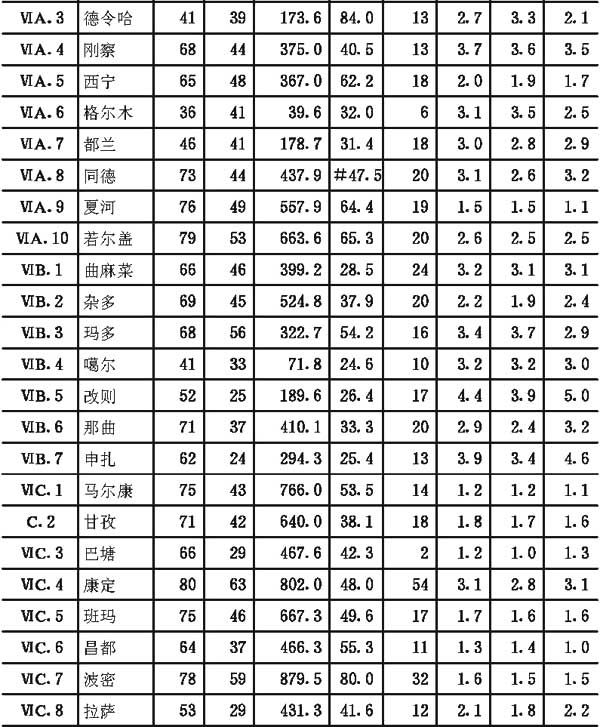 ⅥA.3 德令哈 41 39 173.6 84.0 13 2.7 3.3 2.1
ⅥA.4 刚察 68 44 375.0 40.5 13 3.7 3.6 3.5
ⅥA.5 西宁 65 48 367.0 62.2 18 2.0 1.9 1.7
ⅥA.6 格尔木 36 41 39.6 32.0 6 3.1 3.5 2.5
ⅥA.7 都兰 46 41 178.7 31.4 18 3.0 2.8 2.9
ⅥA.8 同德 73 44 437.9 #47.5 20 3.1 2.6 3.2
ⅥA.9 夏河 76 49 557.9 64.4 19 1.5 1.5 1.1
ⅥA.10 若尔盖 79 53 663.6 65.3 20 2.6 2.5 2.5
ⅥB.1 曲麻菜 66 46 399.2 28.5 24 3.2 3.1 3.1
ⅥB.2 杂多 69 45 524.8 37.9 20 2.2 1.9 2.4
ⅥB.3 玛多 68 56 322.7 54.2 16 3.4 3.7 2.9
ⅥB.4 噶尔 41 33 71.8 24.6 10 3.2 3.2 3.0
ⅥB.5 改则 52 25 189.6 26.4 17 4.4 3.9 5.0
ⅥB.6 那曲 71 37 410.1 33.3 20 2.9 2.4 3.2
ⅥB.7 申扎 62 24 294.3 25.4 13 3.9 3.4 4.6
ⅥC.1 马尔康 75 43 766.0 53.5 14 1.2 1.2 1.1
C.2 甘孜 71 42 640.0 38.1 18 1.8 1.7 1.6
ⅥC.3 巴塘 66 29 467.6 42.3 2 1.2 1.0 1.3
ⅥC.4 康定 80 63 802.0 48.0 54 3.1 2.8 3.1
ⅥC.5 班玛 75 46 667.3 49.6 17 1.7 1.6 1.6
ⅥC.6 昌都 64 37 466.3 55.3 11 1.3 1.4 1.0
ⅥC.7 波密 78 59 879.5 80.0 32 1.6 1.5 1.5
ⅥC.8 拉萨 53 29 431.3 41.6 12 2.1 1.8 2.2